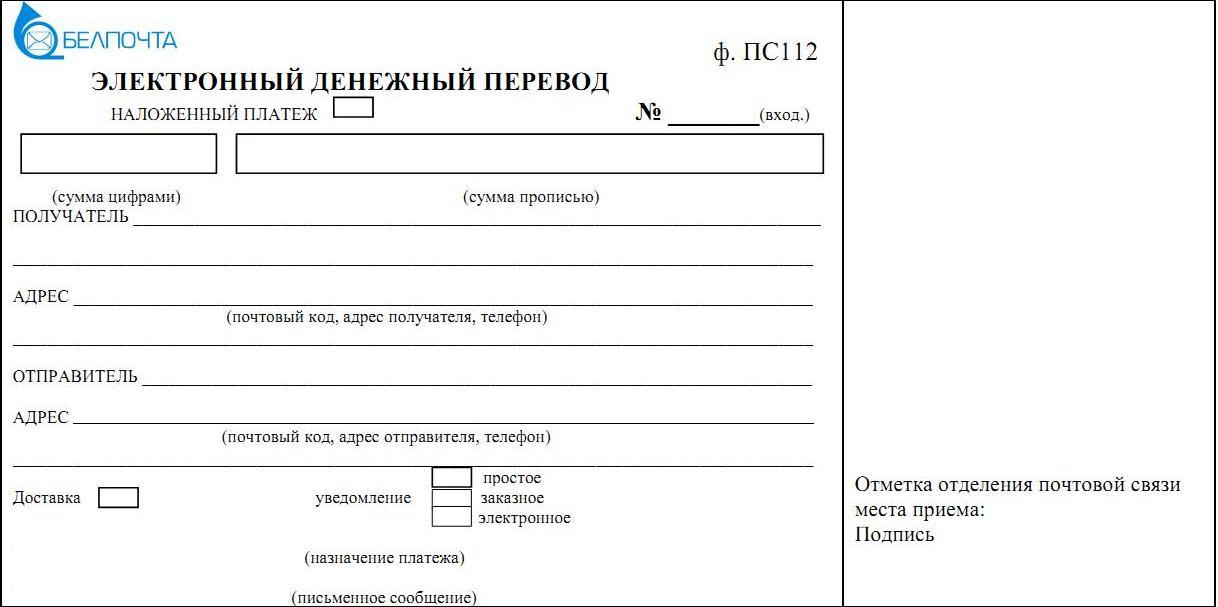 БЕЛПОЧТА
ф. ПС112
ЭЛЕКТРОННЫЙ ДЕНЕЖНЫЙ ПЕРЕВОД
НАЛОЖЕННЫЙ ПЛАТЕЖ
№ ________(вход.)
(сумма цифрами) (сумма прописью)
ПОЛУЧАТЕЛЬ
АДРЕС
(почтовый код, адрес получателя, телефон)
ОТПРАВИТЕЛЬ
АДРЕС
(почтовый код, адрес отправителя, телефон)
простое
Доставка уведомление заказное
электронное
(назначение платежа)
(письменное сообщение)
Отметка отделения почтовой связи
места приема:
Подпись